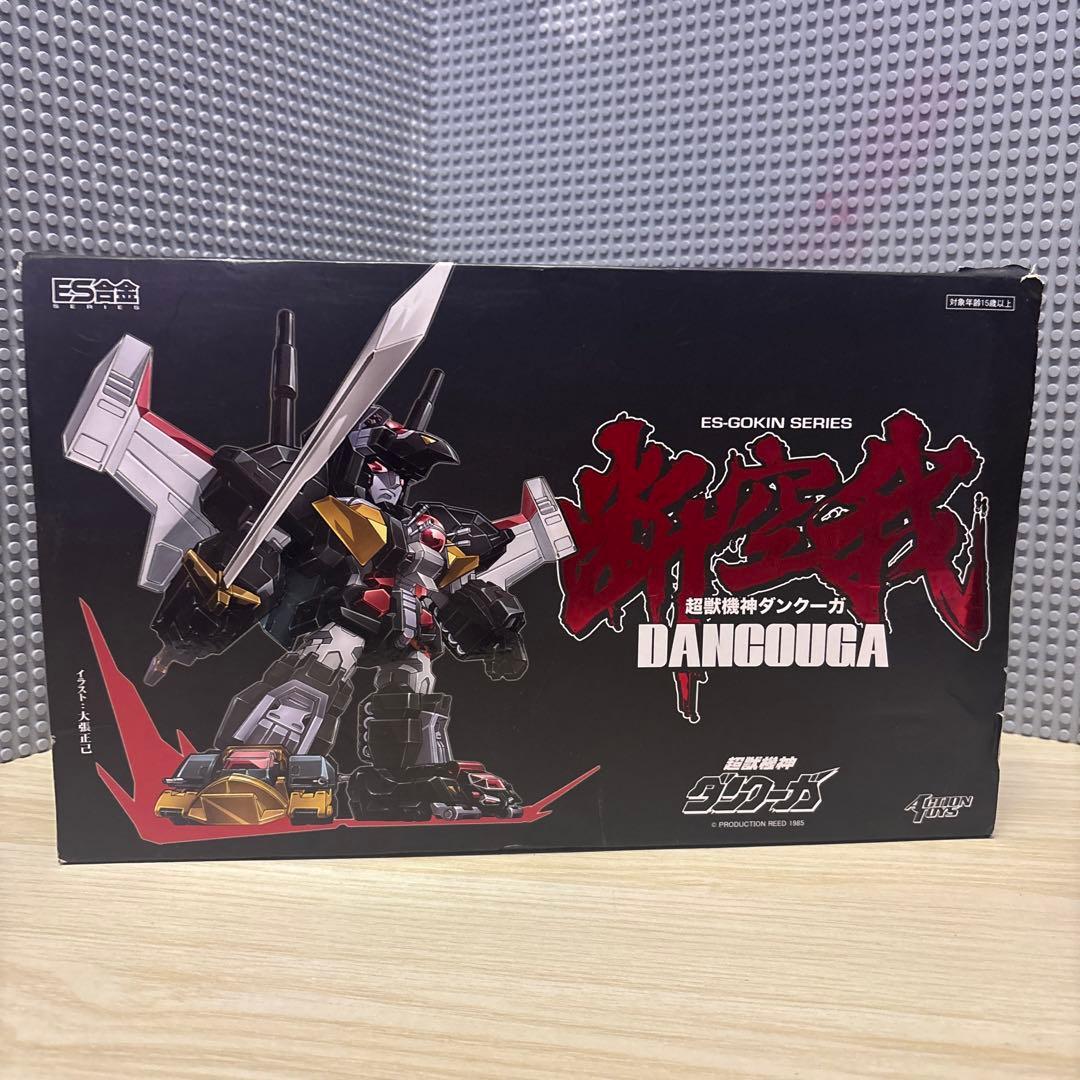 ES合金
SERIES
対象年齢15歳以上
ES-GOKIN SERIES
断空我
超獣機神ダンクーガ
DANCOUGA
イラスト:大張正己
超獣機神
ダンクーガ
© PRODUCTION REED 1985
ACTION
TOYS